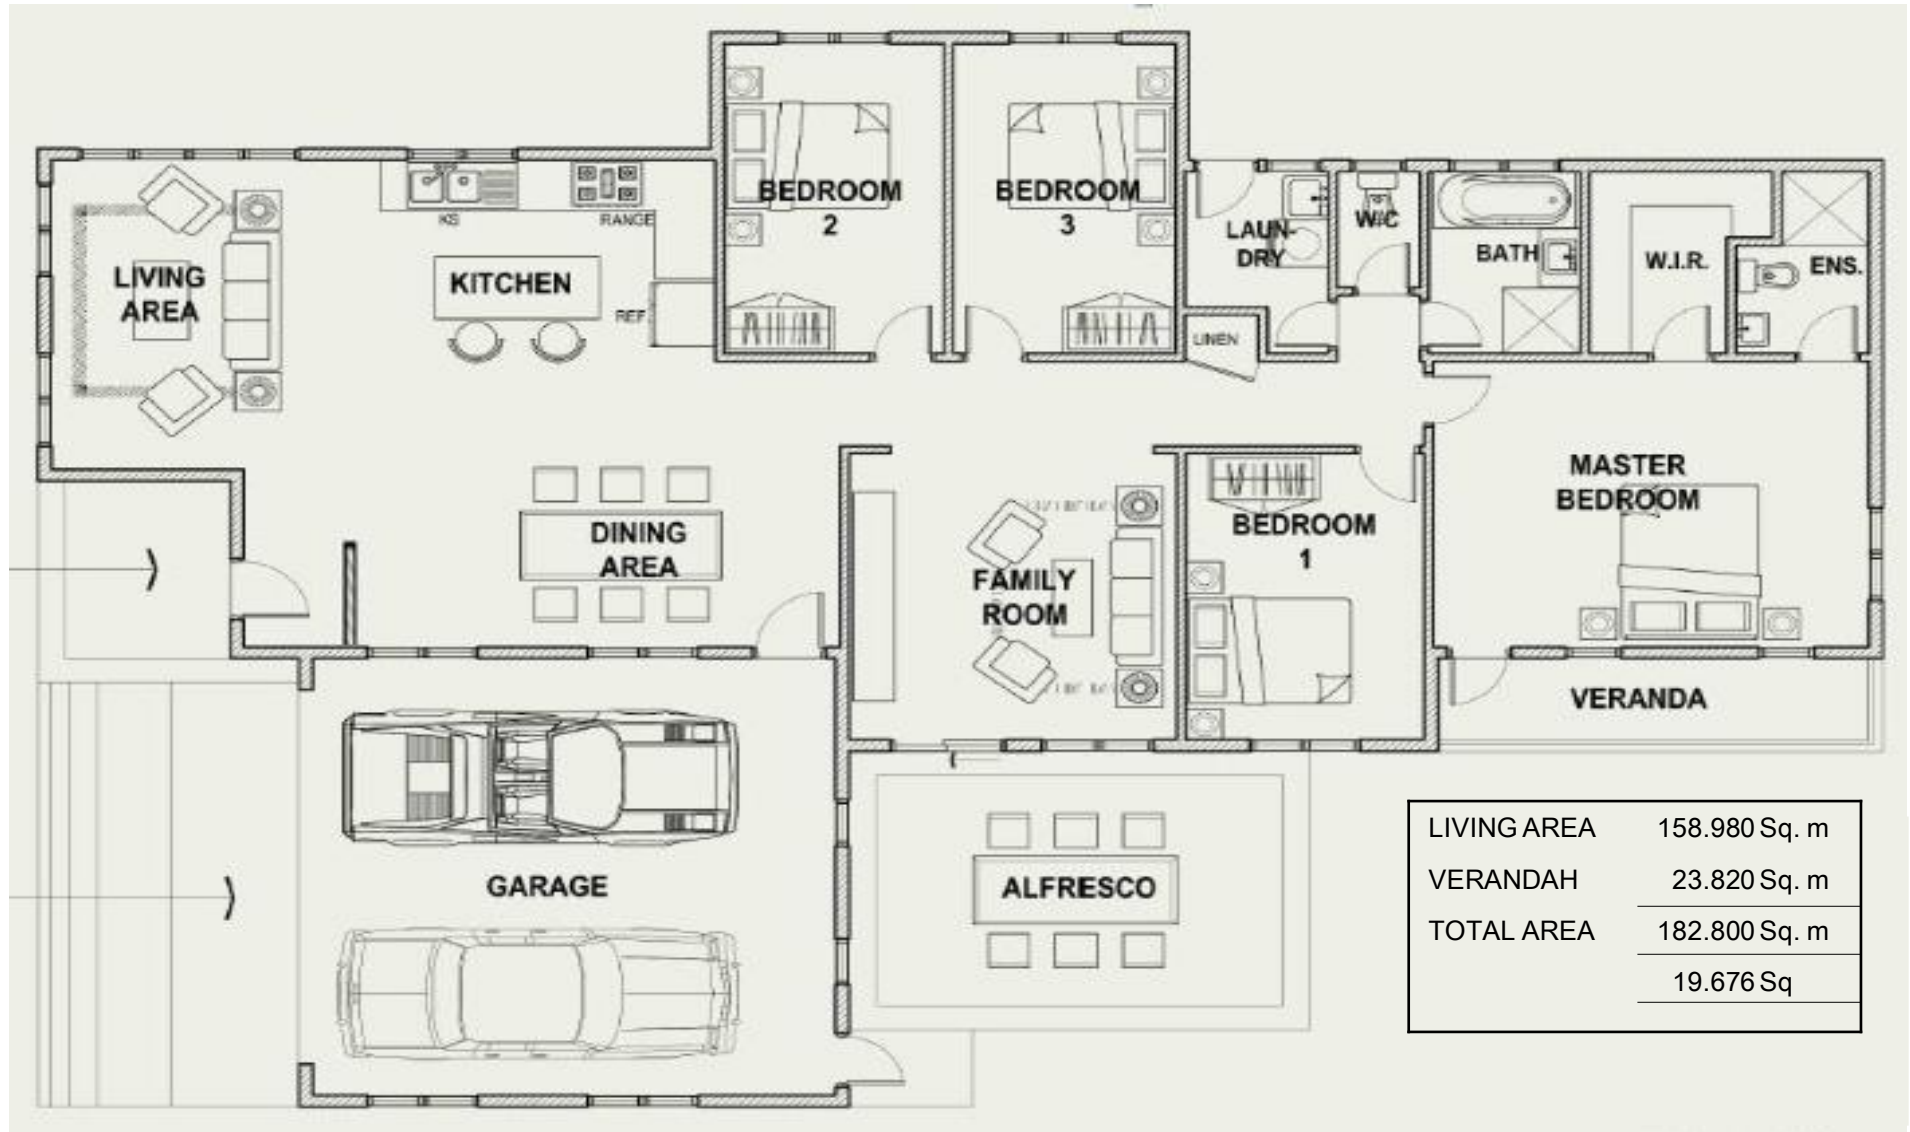 BEDROOM
2
BEDROOM
3
KS
RANGE
LAUN-
DRY
W/C
BATH
W.I.R.
ENS.
LIVING
AREA
KITCHEN
REF.
LINEN
MASTER
BEDROOM
DINING
AREA
FAMILY
ROOM
BEDROOM
1
VERANDA
GARAGE
ALFRESCO
LIVING AREA 158.980 Sq. m
VERANDAH 23.820 Sq. m
TOTAL AREA 182.800 Sq. m
19.676 Sq